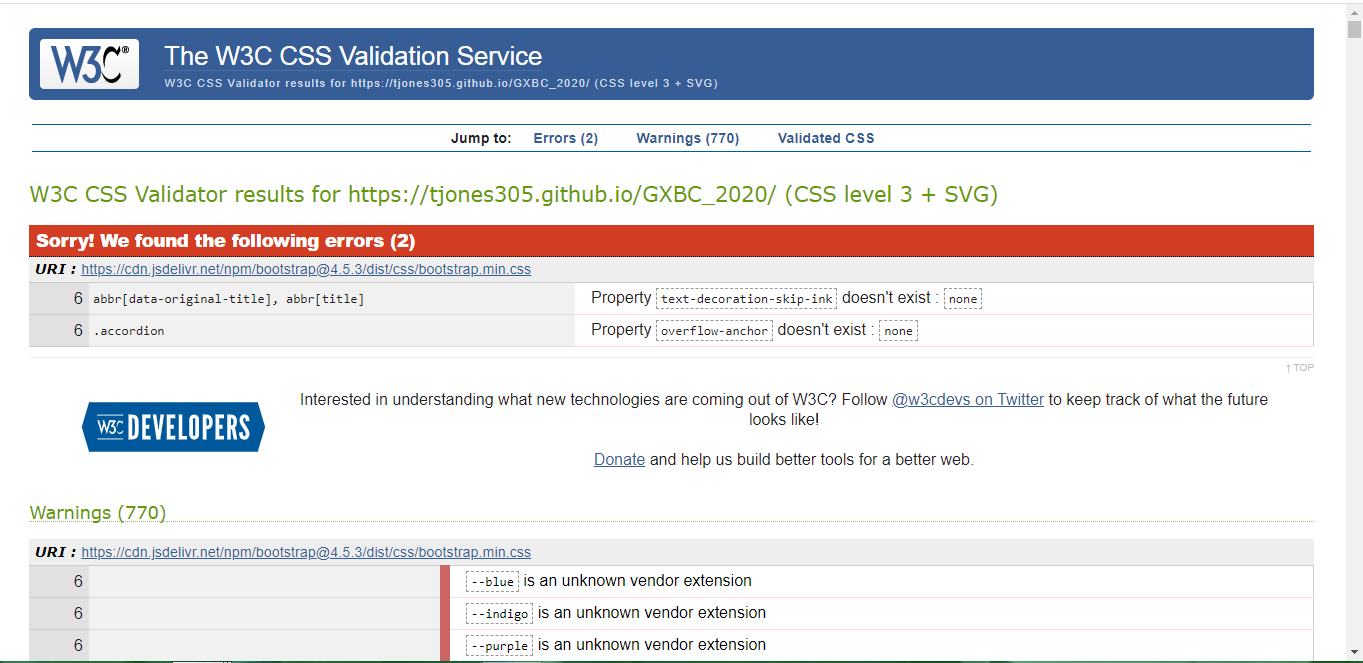 W3C®
The W3C CSS Validation Service
W3C CSS Validator results for https://tjones305.github.io/GXBC_2020/ (CSS level 3 + SVG)
Jump to: Errors (2) Warnings (770) Validated CSS
W3C CSS Validator results for https://tjones305.github.io/GXBC_2020/ (CSS level 3 + SVG)
Sorry! We found the following errors (2)
URI : https://cdn.jsdelivr.net/npm/bootstrap@4.5.3/dist/css/bootstrap.min.css
6 abbr[data-original-title], abbr[title] Property text-decoration-skip-ink doesn't exist : none
6 .accordion Property overflow-anchor doesn't exist : none
↑ TOP
Interested in understanding what new technologies are coming out of W3C? Follow @w3cdevs on Twitter to keep track of what the future
looks like!
W3C DEVELOPERS
Donate and help us build better tools for a better web.
Warnings (770)
URI : https://cdn.jsdelivr.net/npm/bootstrap@4.5.3/dist/css/bootstrap.min.css
6 --blue is an unknown vendor extension
6 --indigo is an unknown vendor extension
6 --purple is an unknown vendor extension